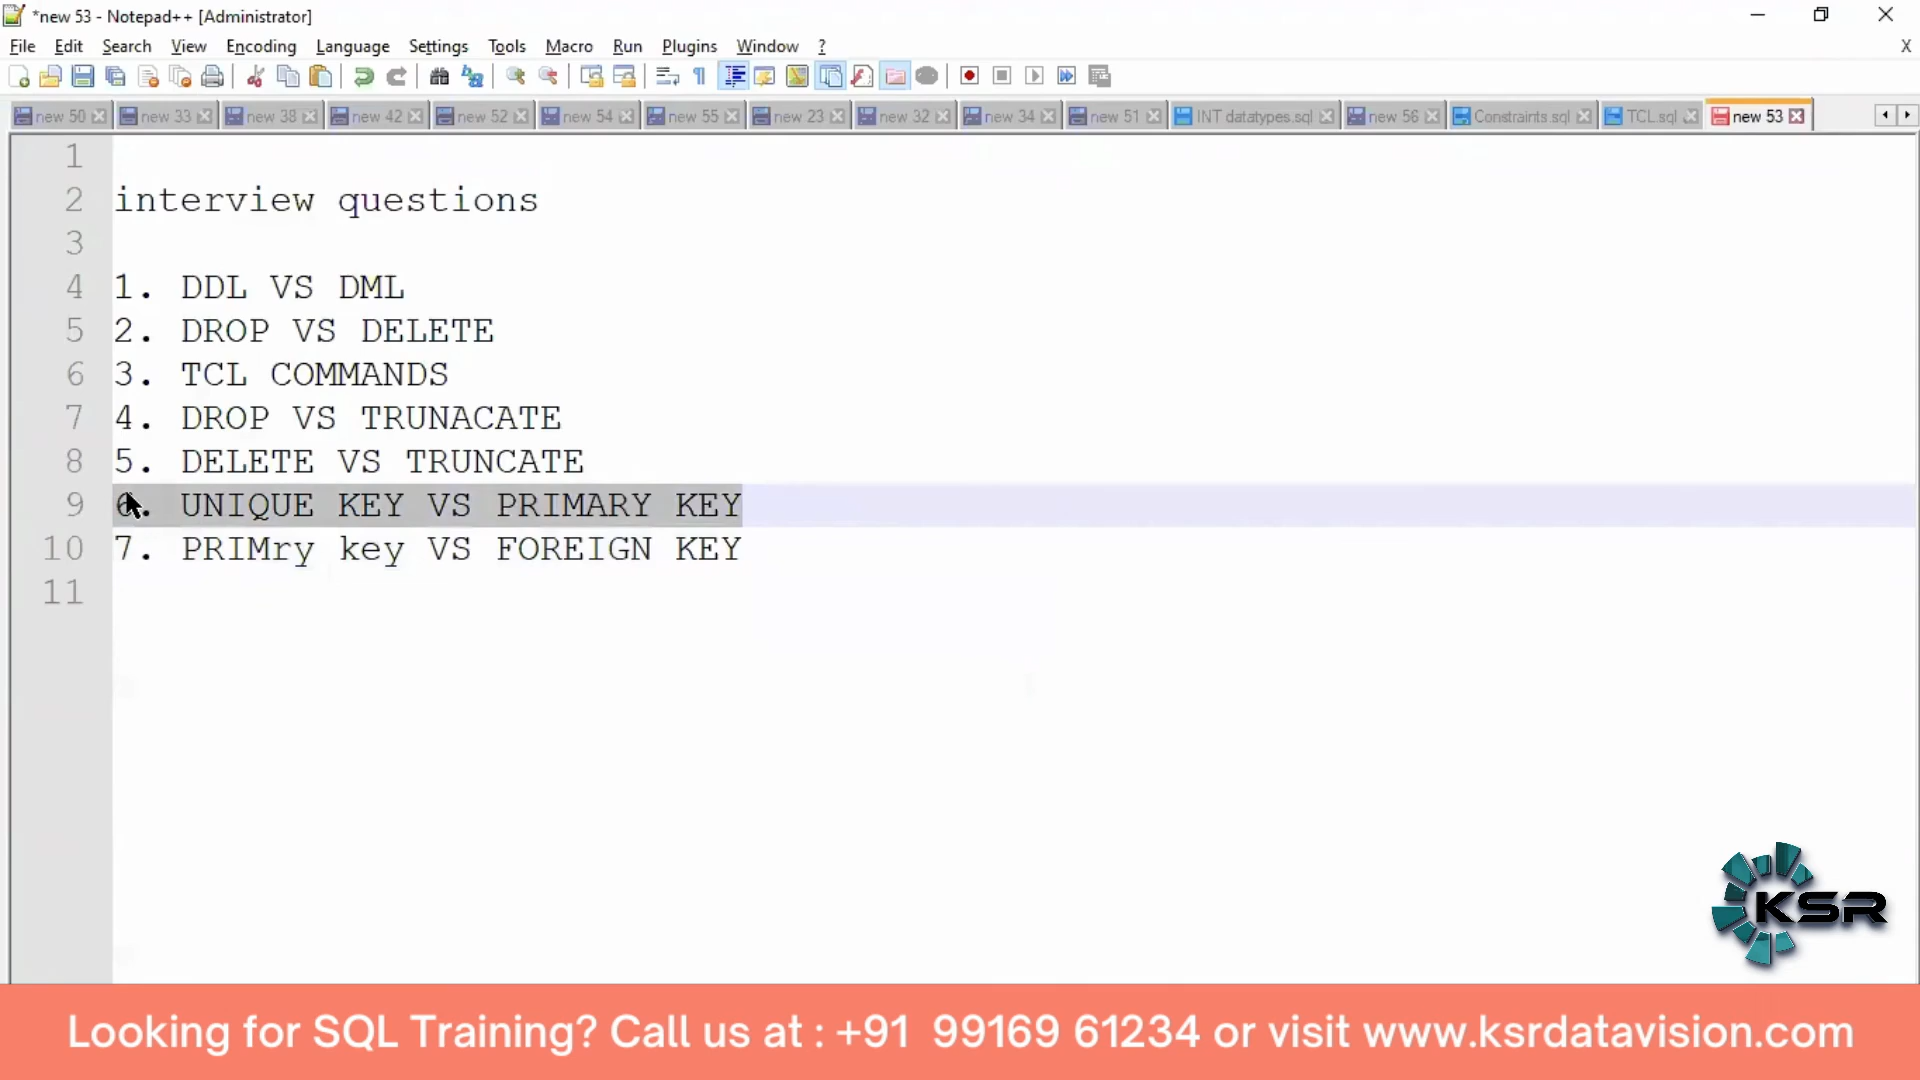 *new 53 - Notepad++ [Administrator]
File Edit Search View Encoding Language Settings Tools Macro Run Plugins Window ? X
new 50 new 33 new 38 new 42 new 52 new 54 new 55 new 23 new 32 new 34 new 51 INT datatypes.sql new 56 Constraints.sql TCL.sql new 53
1
2 interview questions
3
4 1. DDL VS DML
5 2. DROP VS DELETE
6 3. TCL COMMANDS
7 4. DROP VS TRUNACATE
8 5. DELETE VS TRUNCATE
9 6. UNIQUE KEY VS PRIMARY KEY
10 7. PRIMry key VS FOREIGN KEY
11
KSR
Looking for SQL Training? Call us at : +91 99169 61234 or visit www.ksrdatavision.com